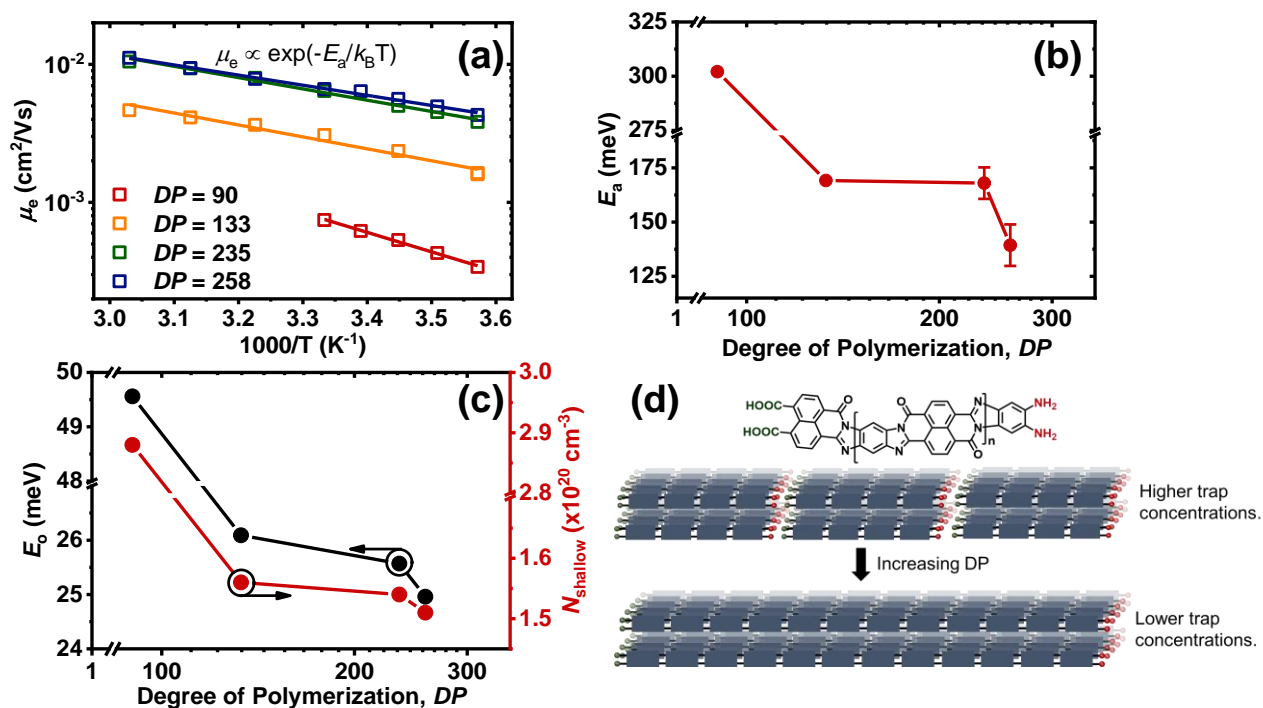 (a)
μe ∝ exp(-Ea/kBT)
10-2
10-3
μe (cm2/Vs)
DP = 90
DP = 133
DP = 235
DP = 258
3.0 3.1 3.2 3.3 3.4 3.5 3.6
1000/T (K-1)
(b)
300
275
175
150
125
Ea (meV)
1 100 200 300
Degree of Polymerization, DP
(c)
50
49
48
26
25
24
Eo (meV)
3.0
2.9
2.8
1.6
1.5
Nshallow (x1020 cm-3)
1 100 200 300
Degree of Polymerization, DP
(d)
HOOC
HOOC
O
N
N
N
O
N
N
N
O
n
NH2
NH2
Higher trap
concentrations.
Increasing DP
Lower trap
concentrations.